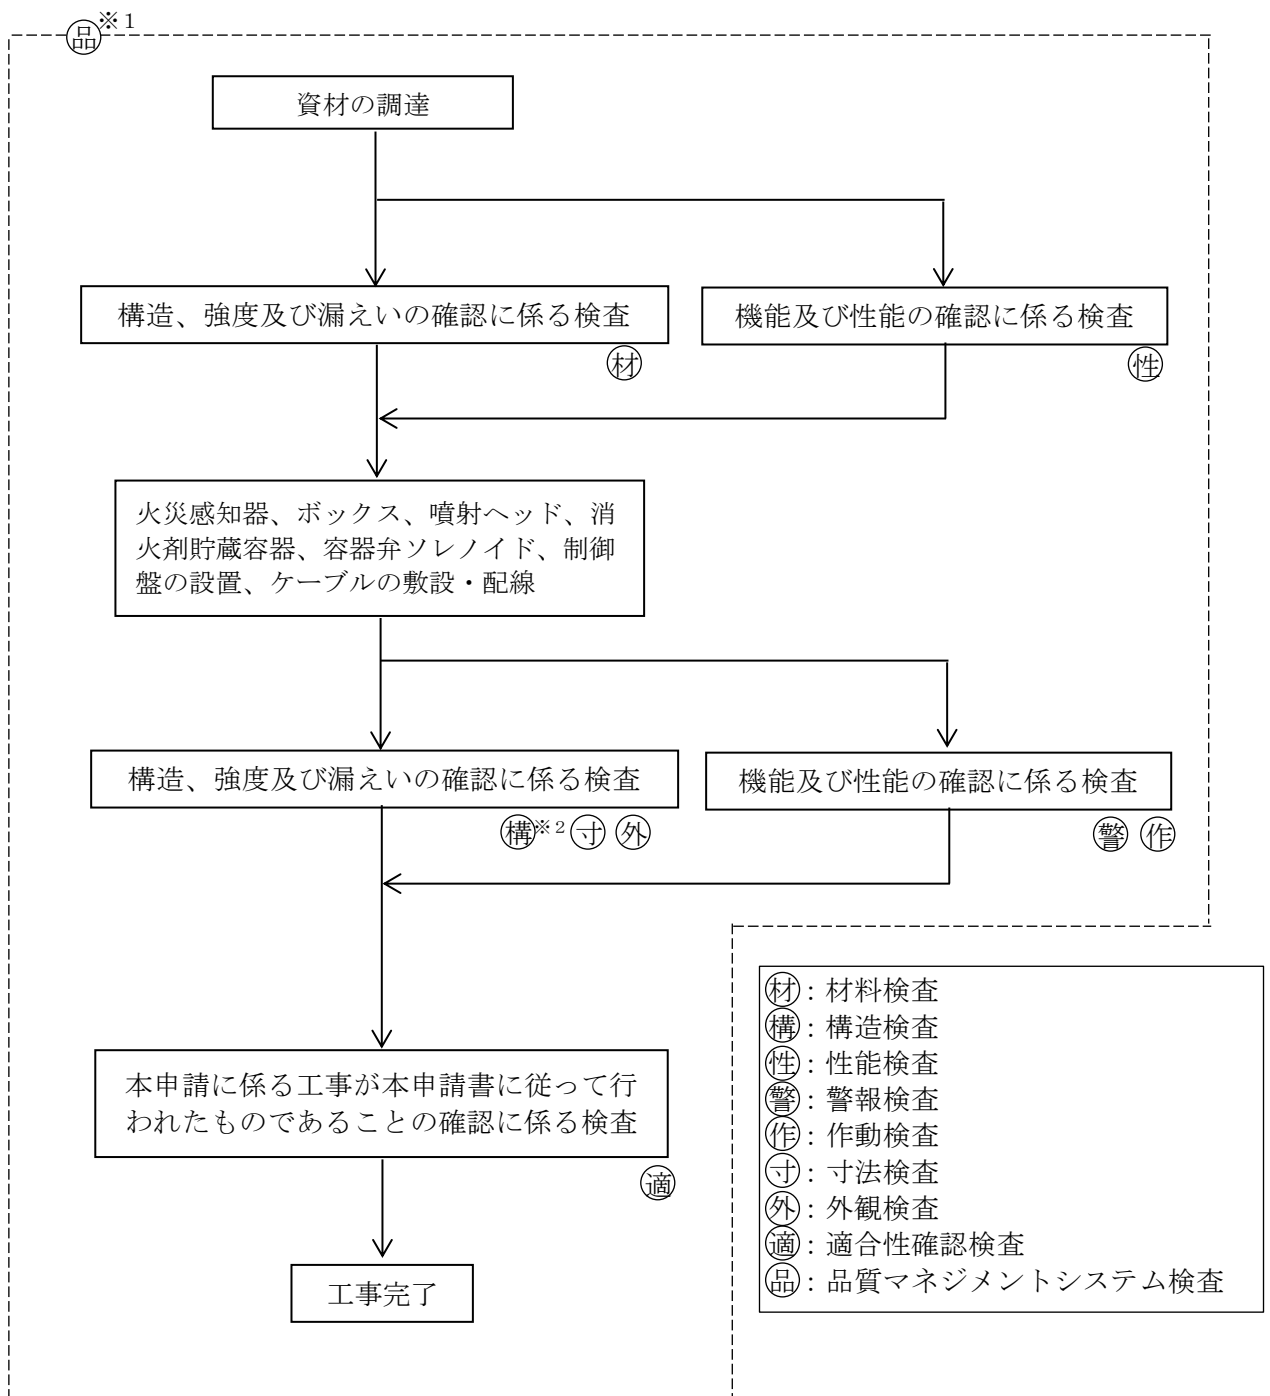 ㊞品※1
資材の調達
構造、強度及び漏えいの確認に係る検査
機能及び性能の確認に係る検査
材
性
火災感知器、ボックス、噴射ヘッド、消
火剤貯蔵容器、容器弁ソレノイド、制御
盤の設置、ケーブルの敷設・配線
構造、強度及び漏えいの確認に係る検査
機能及び性能の確認に係る検査
構※2 寸 外
警 作
本申請に係る工事が本申請書に従って行
われたものであることの確認に係る検査
適
工事完了
材：材料検査
構：構造検査
性：性能検査
警：警報検査
作：作動検査
寸：寸法検査
外：外観検査
適：適合性確認検査
品：品質マネジメントシステム検査